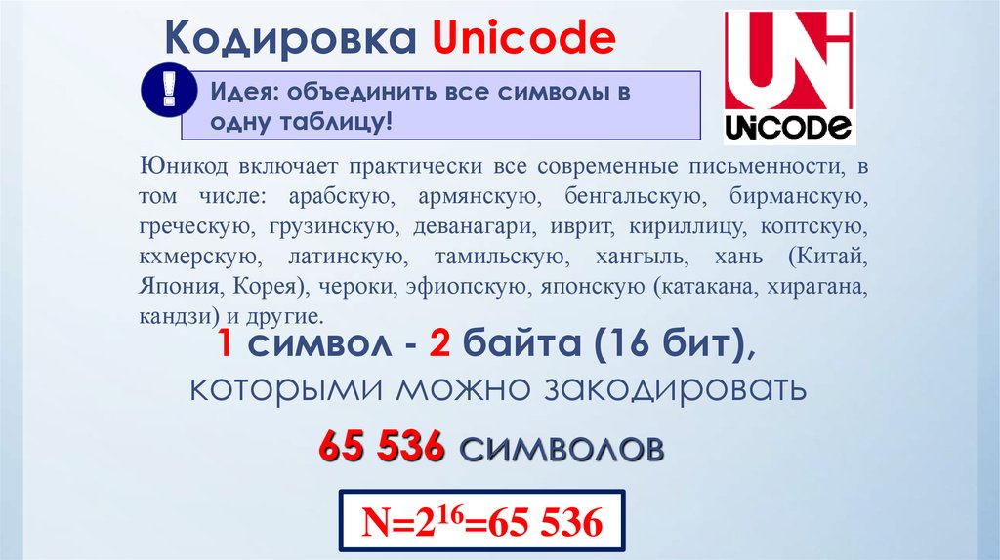 Кодировка Unicode
!
Идея: объединить все символы в
одну таблицу!
UNi
UNiCODE
Юникод включает практически все современные письменности, в
том числе: арабскую, армянскую, бенгальскую, бирманскую,
греческую, грузинскую, деванагари, иврит, кириллицу, коптскую,
кхмерскую, латинскую, тамильскую, хангыль, хань (Китай,
Япония, Корея), чероки, эфиопскую, японскую (катакана, хирагана,
кандзи) и другие.
1 символ - 2 байта (16 бит),
которыми можно закодировать
65 536 символов
N=2¹⁶=65 536